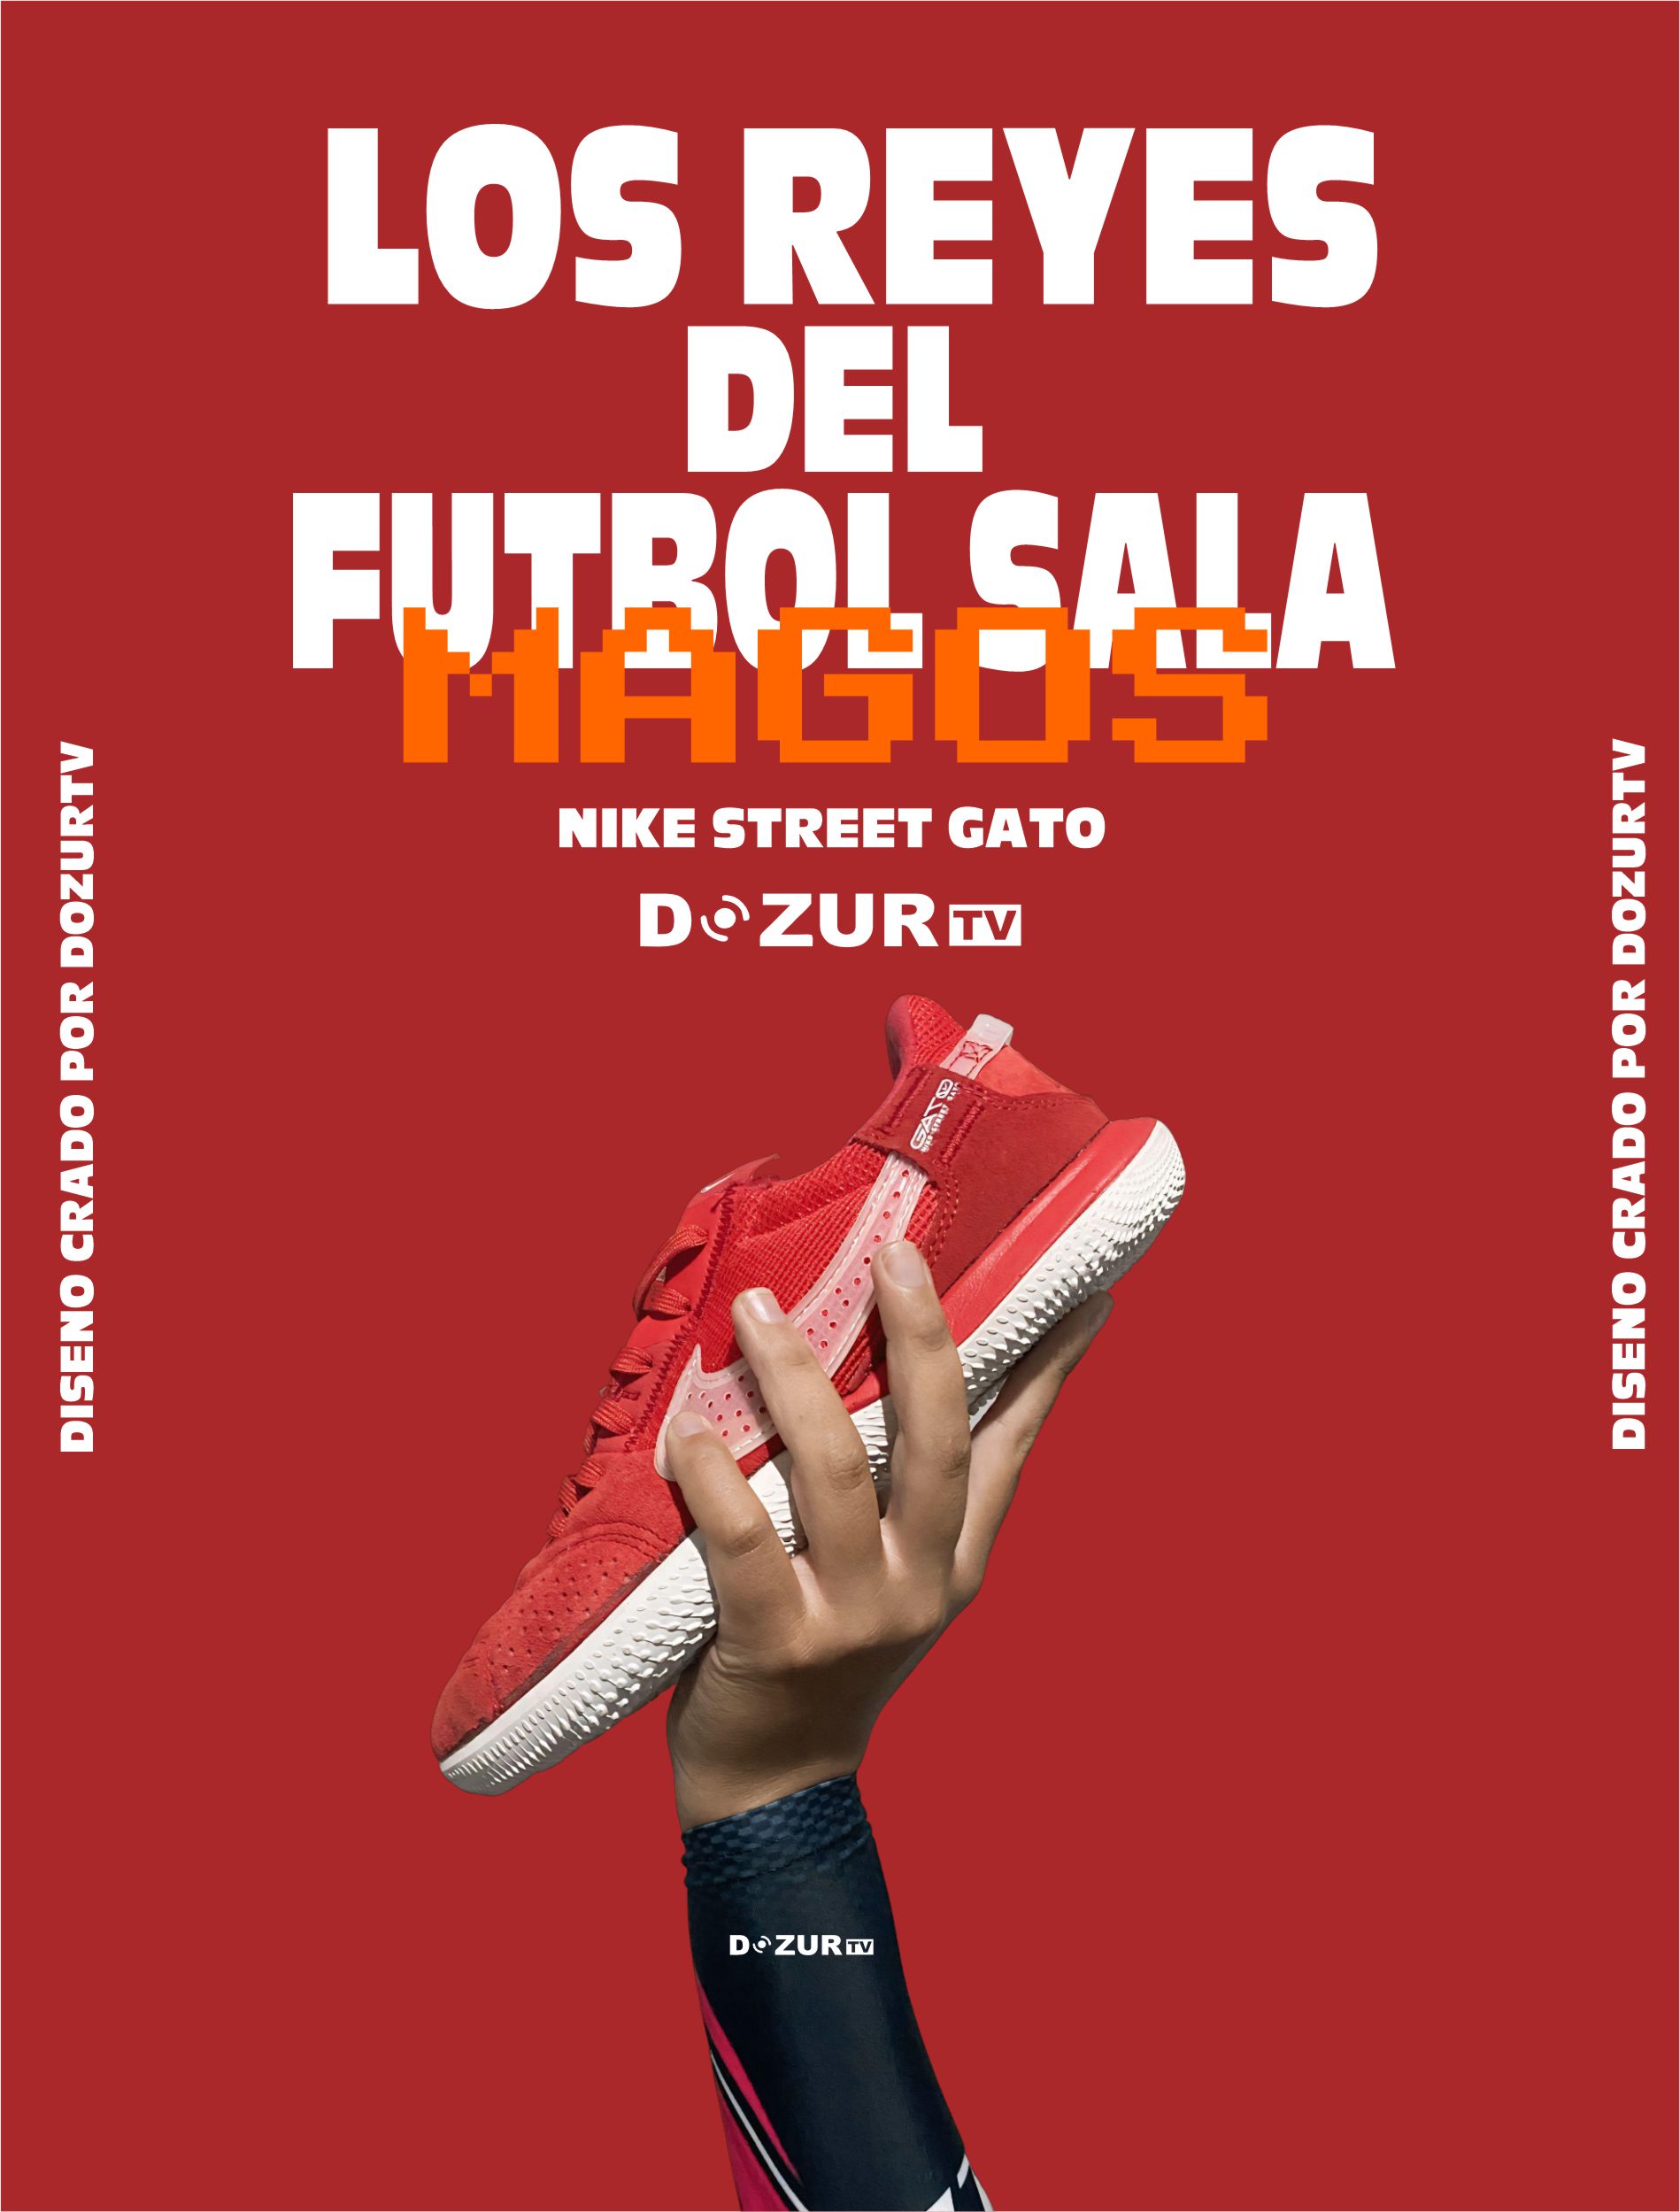 LOS REYES
DEL
FUTBOL SALA
MAGOS
NIKE STREET GATO
DOZUR TV
DISENO CRADO POR DOZURTV
DISENO CRADO POR DOZURTV
GATO
DOZUR TV